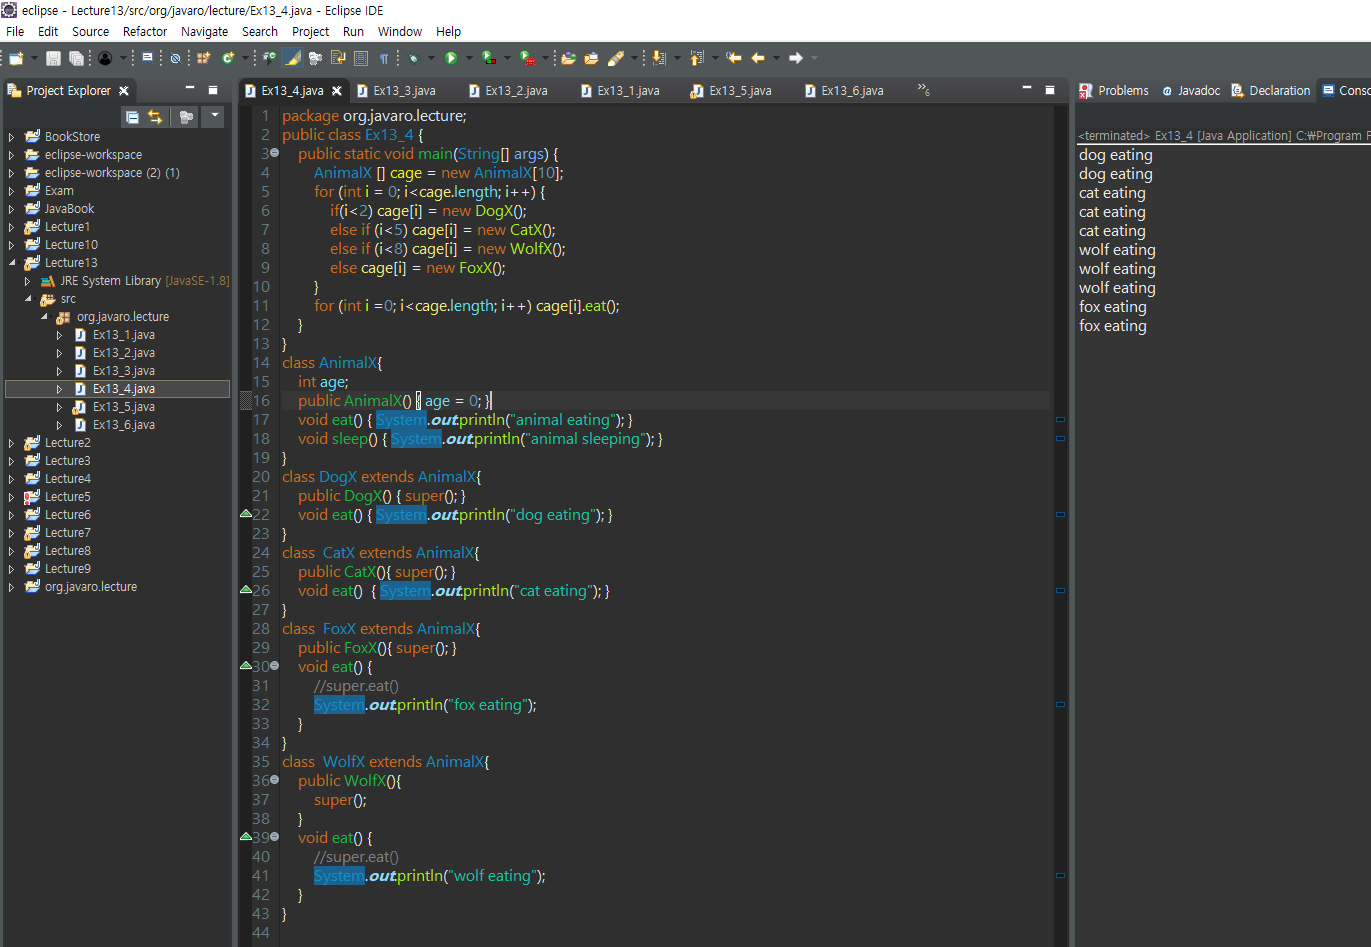 eclipse - Lecture13/src/org/javaro/lecture/Ex13_4.java - Eclipse IDE
File Edit Source Refactor Navigate Search Project Run Window Help
Project Explorer
BookStore
eclipse-workspace
eclipse-workspace (2) (1)
Exam
JavaBook
Lecture1
Lecture10
Lecture13
JRE System Library [JavaSE-1.8]
src
org.javaro.lecture
Ex13_1.java
Ex13_2.java
Ex13_3.java
Ex13_4.java
Ex13_5.java
Ex13_6.java
Lecture2
Lecture3
Lecture4
Lecture5
Lecture6
Lecture7
Lecture8
Lecture9
org.javaro.lecture
Ex13_4.java Ex13_3.java Ex13_2.java Ex13_1.java Ex13_5.java Ex13_6.java »6
1 package org.javaro.lecture;
2 public class Ex13_4 {
3 public static void main(String[] args) {
4 AnimalX [] cage = new AnimalX[10];
5 for (int i = 0; i<cage.length; i++) {
6 if(i<2) cage[i] = new DogX();
7 else if (i<5) cage[i] = new CatX();
8 else if (i<8) cage[i] = new WolfX();
9 else cage[i] = new FoxX();
10 }
11 for (int i =0; i<cage.length; i++) cage[i].eat();
12 }
13 }
14 class AnimalX{
15 int age;
16 public AnimalX() { age = 0; }
17 void eat() { System.out.println("animal eating"); }
18 void sleep() { System.out.println("animal sleeping"); }
19 }
20 class DogX extends AnimalX{
21 public DogX() { super(); }
22 void eat() { System.out.println("dog eating"); }
23 }
24 class  CatX extends AnimalX{
25 public CatX(){ super(); }
26 void eat()  { System.out.println("cat eating"); }
27 }
28 class  FoxX extends AnimalX{
29 public FoxX(){ super(); }
30 void eat() {
31 //super.eat()
32 System.out.println("fox eating");
33 }
34 }
35 class  WolfX extends AnimalX{
36 public WolfX(){
37 super();
38 }
39 void eat() {
40 //super.eat()
41 System.out.println("wolf eating");
42 }
43 }
44
Problems @ Javadoc Declaration Conso
<terminated> Ex13_4 [Java Application] C:₩Program F
dog eating
dog eating
cat eating
cat eating
cat eating
wolf eating
wolf eating
wolf eating
fox eating
fox eating